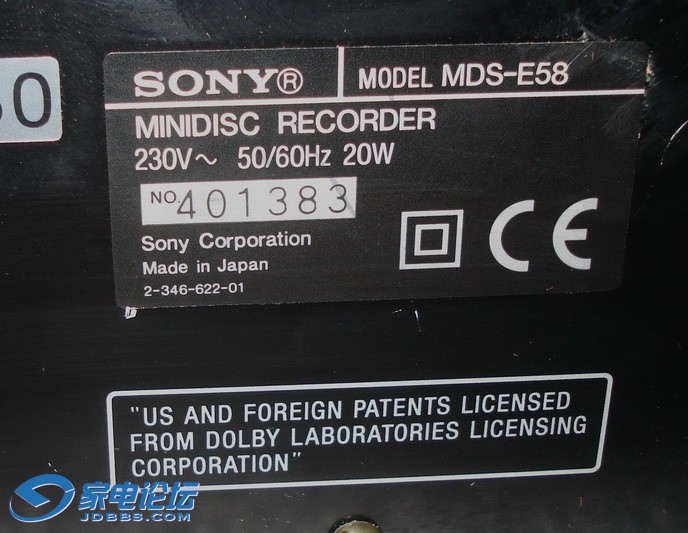 50
SONY® MODEL MDS-E58
MINIDISC RECORDER
230V~ 50/60Hz 20W
NO. 401383
Sony Corporation
Made in Japan
2-346-622-01
CE
"US AND FOREIGN PATENTS LICENSED
FROM DOLBY LABORATORIES LICENSING
CORPORATION"
家电论坛
JDBBS.COM